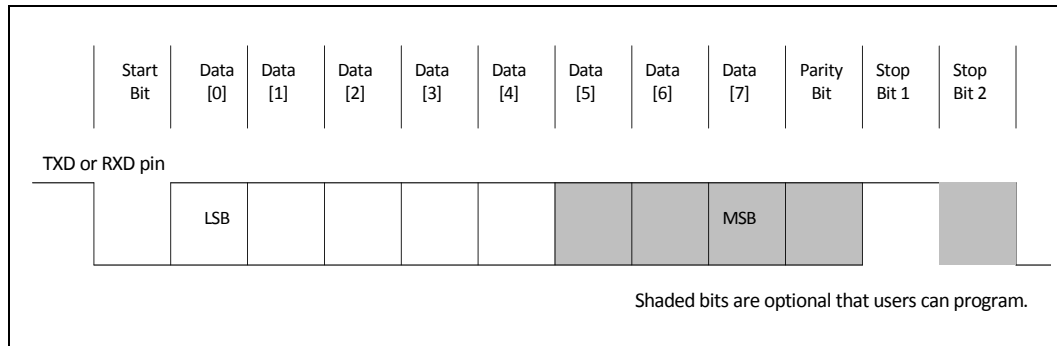 Start Data Data Data Data Data Data Data Data Parity Stop Stop
Bit [0] [1] [2] [3] [4] [5] [6] [7] Bit Bit 1 Bit 2
TXD or RXD pin
LSB MSB
Shaded bits are optional that users can program.